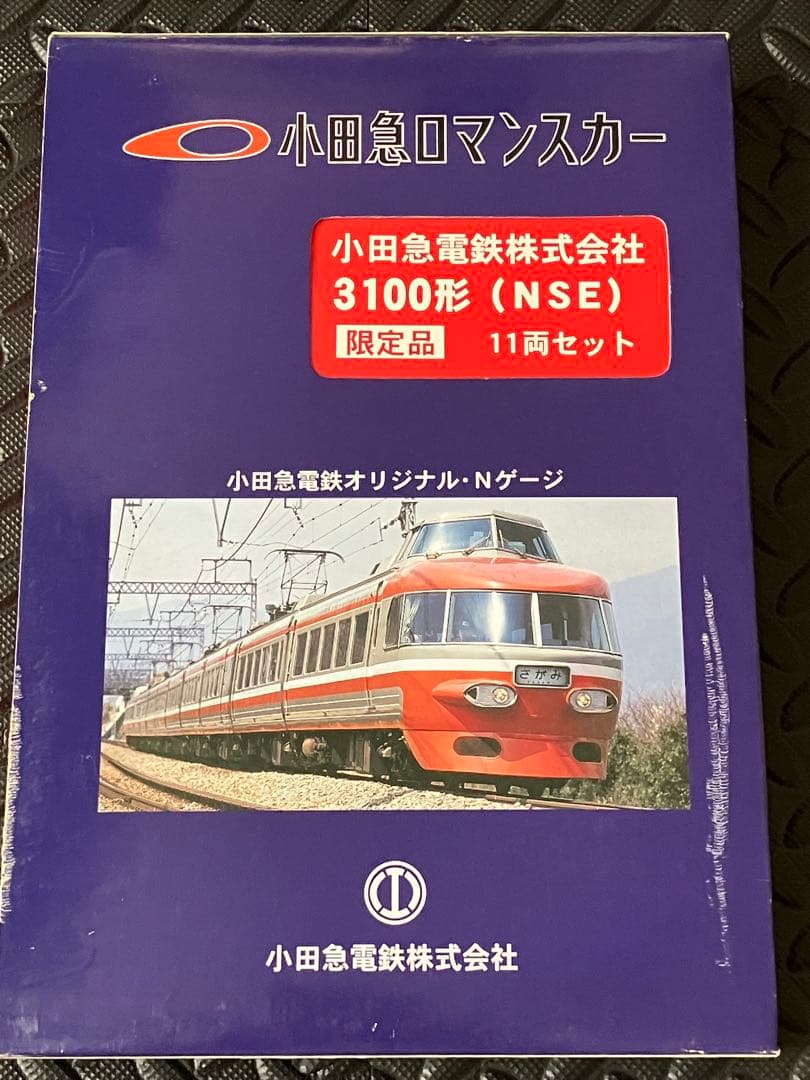 小田急ロマンスカー
小田急電鉄株式会社
3100形（NSE）
限定品 11両セット
小田急電鉄オリジナル・Nゲージ
さがみ
小田急電鉄株式会社